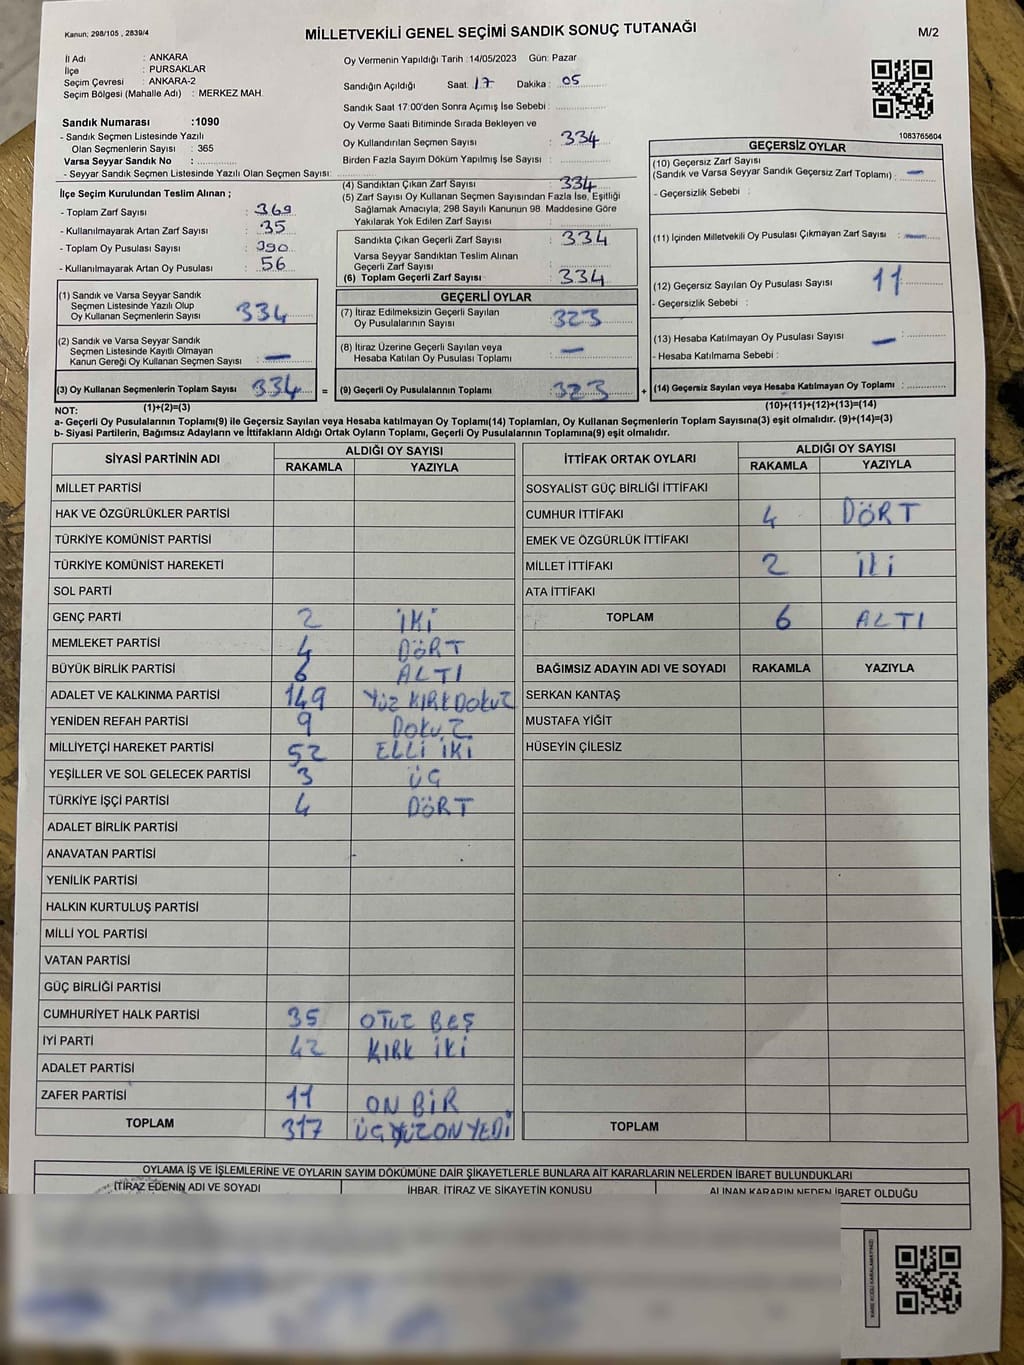 Kanun; 298/105 , 2839/4
MİLLETVEKİLİ GENEL SEÇİMİ SANDIK SONUÇ TUTANAĞI
M/2
İl Adı : ANKARA
İlçe : PURSAKLAR
Seçim Çevresi : ANKARA-2
Seçim Bölgesi (Mahalle Adı) : MERKEZ MAH.
Sandık Numarası :1090
- Sandık Seçmen Listesinde Yazılı
Olan Seçmenlerin Sayısı : 365
Varsa Seyyar Sandık No :
- Seyyar Sandık Seçmen Listesinde Yazılı Olan Seçmen Sayısı:
Oy Vermenin Yapıldığı Tarih :14/05/2023 Gün: Pazar
Sandığın Açıldığı Saat: 17 Dakika : 05
Sandık Saat 17:00'den Sonra Açımış İse Sebebi :
Oy Verme Saati Bitiminde Sırada Bekleyen ve
Oy Kullandırılan Seçmen Sayısı : 334
Birden Fazla Sayım Döküm Yapılmış İse Sayısı :
1083765604
İlçe Seçim Kurulundan Teslim Alınan ;
- Toplam Zarf Sayısı : 369
- Kullanılmayarak Artan Zarf Sayısı : 35
- Toplam Oy Pusulası Sayısı : 390
- Kullanılmayarak Artan Oy Pusulası : 56
(1) Sandık ve Varsa Seyyar Sandık
Seçmen Listesinde Yazılı Olup
Oy Kullanan Seçmenlerin Sayısı : 334
(2) Sandık ve Varsa Seyyar Sandık
Seçmen Listesinde Kayıtlı Olmayan
Kanun Gereği Oy Kullanan Seçmen Sayısı : —
(3) Oy Kullanan Seçmenlerin Toplam Sayısı : 334 =
(4) Sandıktan Çıkan Zarf Sayısı : 334
(5) Zarf Sayısı Oy Kullanan Seçmen Sayısından Fazla İse, Eşitliği
Sağlamak Amacıyla; 298 Sayılı Kanunun 98. Maddesine Göre
Yakılarak Yok Edilen Zarf Sayısı :
Sandıkta Çıkan Geçerli Zarf Sayısı : 334
Varsa Seyyar Sandıktan Teslim Alınan
Geçerli Zarf Sayısı :
(6) Toplam Geçerli Zarf Sayısı : 334
GEÇERLİ OYLAR
(7) İtiraz Edilmeksizin Geçerli Sayılan
Oy Pusulalarının Sayısı : 323
(8) İtiraz Üzerine Geçerli Sayılan veya
Hesaba Katılan Oy Pusulası Toplamı : —
(9) Geçerli Oy Pusulalarının Toplamı : 323 +
GEÇERSİZ OYLAR
(10) Geçersiz Zarf Sayısı
(Sandık ve Varsa Seyyar Sandık Geçersiz Zarf Toplamı) : —
- Geçersizlik Sebebi :
(11) İçinden Milletvekili Oy Pusulası Çıkmayan Zarf Sayısı : —
(12) Geçersiz Sayılan Oy Pusulası Sayısı : 11
- Geçersizlik Sebebi :
(13) Hesaba Katılmayan Oy Pusulası Sayısı : —
- Hesaba Katılmama Sebebi :
(14) Geçersiz Sayılan veya Hesaba Katılmayan Oy Toplamı :
NOT: (1)+(2)=(3) (10)+(11)+(12)+(13)=(14)
a- Geçerli Oy Pusulalarının Toplamı(9) ile Geçersiz Sayılan veya Hesaba katılmayan Oy Toplamı(14) Toplamları, Oy Kullanan Seçmenlerin Toplam Sayısına(3) eşit olmalıdır. (9)+(14)=(3)
b- Siyasi Partilerin, Bağımsız Adayların ve İttifakların Aldığı Ortak Oyların Toplamı, Geçerli Oy Pusulalarının Toplamına(9) eşit olmalıdır.
SİYASİ PARTİNİN ADI ALDIĞI OY SAYISI
RAKAMLA YAZIYLA
MİLLET PARTİSİ
HAK VE ÖZGÜRLÜKLER PARTİSİ
TÜRKİYE KOMÜNİST PARTİSİ
TÜRKİYE KOMÜNİST HAREKETİ
SOL PARTİ
GENÇ PARTİ 2 İKİ
MEMLEKET PARTİSİ 4 DÖRT
BÜYÜK BİRLİK PARTİSİ 6 ALTI
ADALET VE KALKINMA PARTİSİ 149 YÜZ KIRK DOKUZ
YENİDEN REFAH PARTİSİ 9 DOKUZ
MİLLİYETÇİ HAREKET PARTİSİ 52 ELLİ İKİ
YEŞİLLER VE SOL GELECEK PARTİSİ 3 ÜÇ
TÜRKİYE İŞÇİ PARTİSİ 4 DÖRT
ADALET BİRLİK PARTİSİ
ANAVATAN PARTİSİ
YENİLİK PARTİSİ
HALKIN KURTULUŞ PARTİSİ
MİLLİ YOL PARTİSİ
VATAN PARTİSİ
GÜÇ BİRLİĞİ PARTİSİ
CUMHURİYET HALK PARTİSİ 35 OTUZ BEŞ
İYİ PARTİ 42 KIRK İKİ
ADALET PARTİSİ
ZAFER PARTİSİ 11 ON BİR
TOPLAM 317 ÜÇ YÜZ ON YEDİ
İTTİFAK ORTAK OYLARI ALDIĞI OY SAYISI
RAKAMLA YAZIYLA
SOSYALİST GÜÇ BİRLİĞİ İTTİFAKI
CUMHUR İTTİFAKI 4 DÖRT
EMEK VE ÖZGÜRLÜK İTTİFAKI
MİLLET İTTİFAKI 2 İKİ
ATA İTTİFAKI
TOPLAM 6 ALTI
BAĞIMSIZ ADAYIN ADI VE SOYADI RAKAMLA YAZIYLA
SERKAN KANTAŞ
MUSTAFA YİĞİT
HÜSEYİN ÇİLESİZ
TOPLAM
OYLAMA İŞ VE İŞLEMLERİNE VE OYLARIN SAYIM DÖKÜMÜNE DAİR ŞİKAYETLERLE BUNLARA AİT KARARLARIN NELERDEN İBARET BULUNDUKLARI
İTİRAZ EDENİN ADI VE SOYADI İHBAR, İTİRAZ VE ŞİKAYETİN KONUSU ALINAN KARARIN NEDEN İBARET OLDUĞU